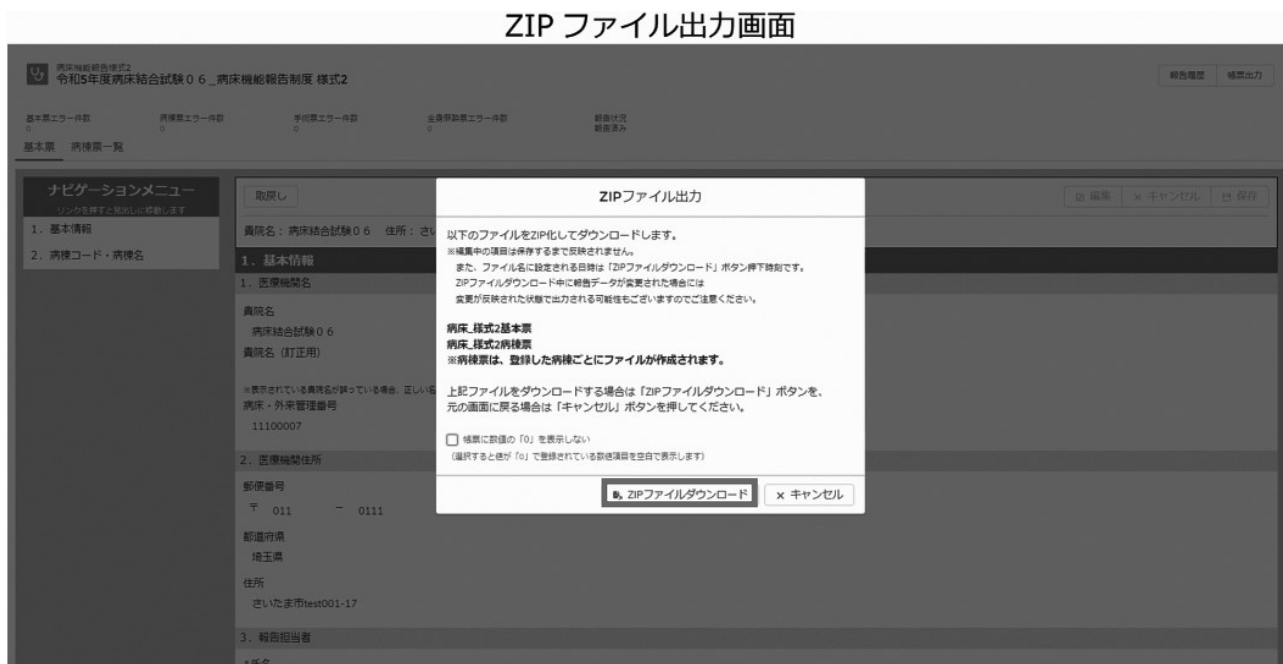 ZIP ファイル出力画面
病床機能報告様式2
令和5年度病床結合試験06_病床機能報告制度 様式2
報告履歴 帳票出力
基本票エラー件数 病棟票エラー件数 手術票エラー件数 全身麻酔票エラー件数 報告状況
0 0 0 0 報告済み
基本票 病棟票一覧
ナビゲーションメニュー
リンクを押すと見出しに移動します
1. 基本情報
2. 病棟コード・病棟名
取戻し
編集 × キャンセル 保存
貴院名: 病床結合試験06 住所: さい
1. 基本情報
1. 医療機関名
貴院名
病床結合試験06
貴院名(訂正用)
※表示されている貴院名が誤っている場合、正しい名
病床・外来管理番号
11100007
2. 医療機関住所
郵便番号
〒 011 - 0111
都道府県
埼玉県
住所
さいたま市test001-17
3. 報告担当者
*氏名
ZIPファイル出力
以下のファイルをZIP化してダウンロードします。
※編集中の項目は保存するまで反映されません。
また、ファイル名に設定される日時は「ZIPファイルダウンロード」ボタン押下時刻です。
ZIPファイルダウンロード中に報告データが変更された場合には
変更が反映された状態で出力される可能性もございますのでご注意ください。
病床_様式2基本票
病床_様式2病棟票
※病棟票は、登録した病棟ごとにファイルが作成されます。
上記ファイルをダウンロードする場合は「ZIPファイルダウンロード」ボタンを、
元の画面に戻る場合は「キャンセル」ボタンを押してください。
帳票に数値の「0」を表示しない
(選択すると値が「0」で登録されている数値項目を空白で表示します)
ZIPファイルダウンロード × キャンセル